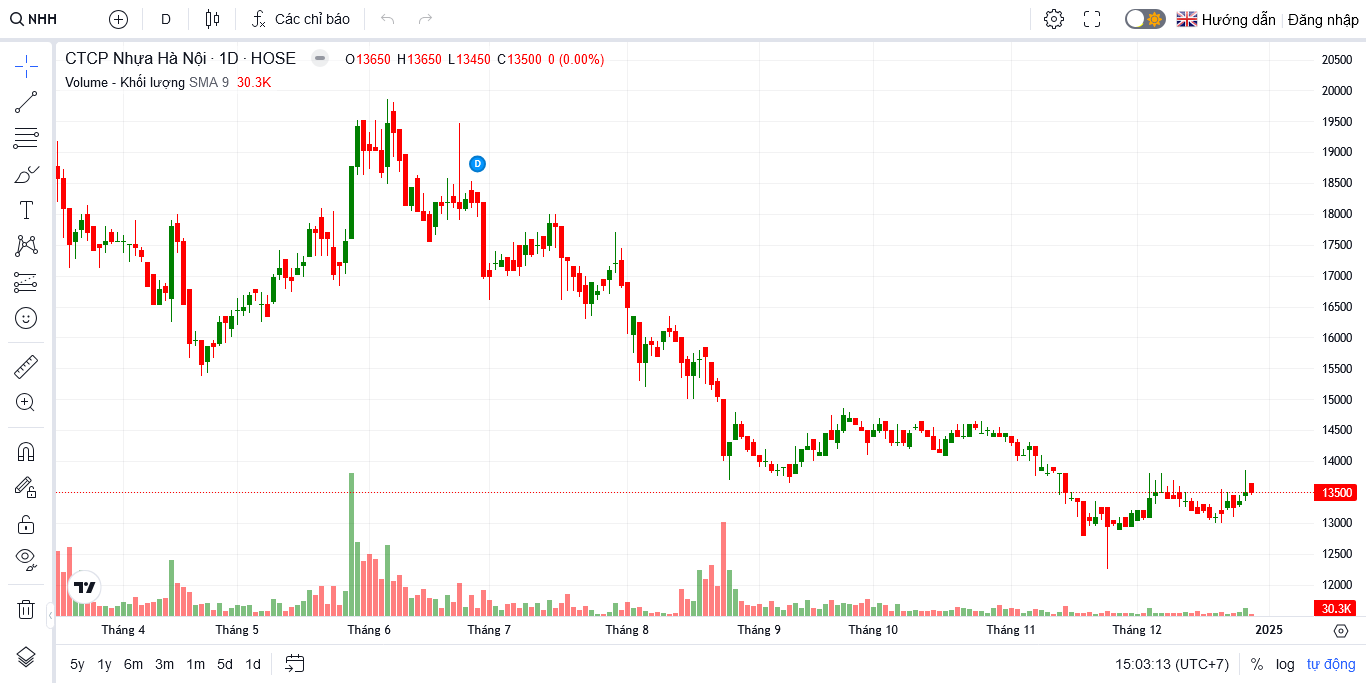 NHH D Các chỉ báo Hướng dẫn Đăng nhập
CTCP Nhựa Hà Nội · 1D · HOSE O13650 H13650 L13450 C13500 0 (0.00%)
Volume - Khối lượng SMA 9 30.3K
D
20500
20000
19500
19000
18500
18000
17500
17000
16500
16000
15500
15000
14500
14000
13500
13000
12500
12000
30.3K
Tháng 4 Tháng 5 Tháng 6 Tháng 7 Tháng 8 Tháng 9 Tháng 10 Tháng 11 Tháng 12 2025
5y 1y 6m 3m 1m 5d 1d 15:03:13 (UTC+7) % log tự động